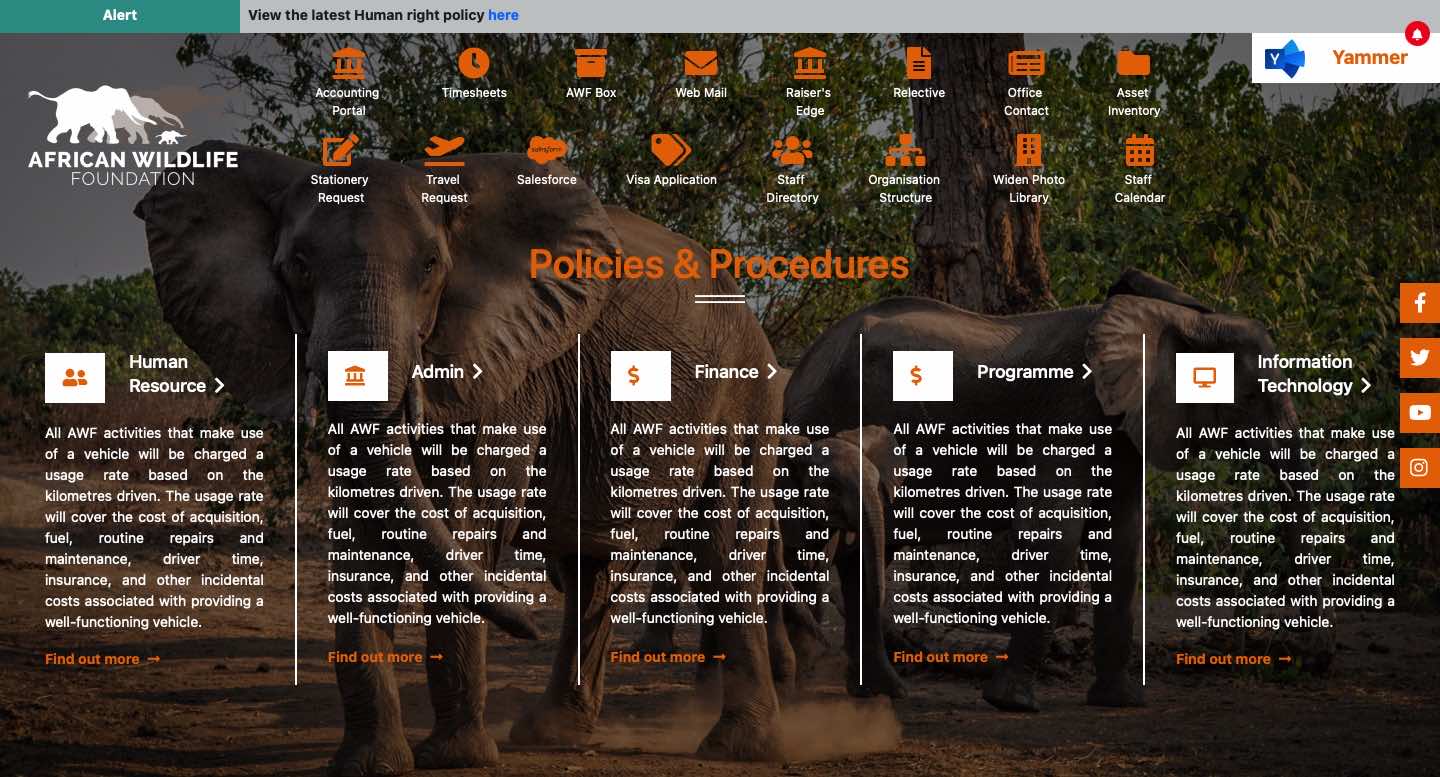 Alert
View the latest Human right policy here
Y Yammer
AFRICAN WILDLIFE
FOUNDATION
Accounting
Portal
Timesheets
AWF Box
Web Mail
Raiser's
Edge
Relective
Office
Contact
Asset
Inventory
Stationery
Request
Travel
Request
salesforce
Salesforce
Visa Application
Staff
Directory
Organisation
Structure
Widen Photo
Library
Staff
Calendar
Policies & Procedures
Human
Resource
All AWF activities that make use
of a vehicle will be charged a
usage rate based on the
kilometres driven. The usage rate
will cover the cost of acquisition,
fuel, routine repairs and
maintenance, driver time,
insurance, and other incidental
costs associated with providing a
well-functioning vehicle.
Find out more →
Admin
All AWF activities that make use
of a vehicle will be charged a
usage rate based on the
kilometres driven. The usage rate
will cover the cost of acquisition,
fuel, routine repairs and
maintenance, driver time,
insurance, and other incidental
costs associated with providing a
well-functioning vehicle.
Find out more →
$ Finance
All AWF activities that make use
of a vehicle will be charged a
usage rate based on the
kilometres driven. The usage rate
will cover the cost of acquisition,
fuel, routine repairs and
maintenance, driver time,
insurance, and other incidental
costs associated with providing a
well-functioning vehicle.
Find out more →
$ Programme
All AWF activities that make use
of a vehicle will be charged a
usage rate based on the
kilometres driven. The usage rate
will cover the cost of acquisition,
fuel, routine repairs and
maintenance, driver time,
insurance, and other incidental
costs associated with providing a
well-functioning vehicle.
Find out more →
Information
Technology
All AWF activities that make use
of a vehicle will be charged a
usage rate based on the
kilometres driven. The usage rate
will cover the cost of acquisition,
fuel, routine repairs and
maintenance, driver time,
insurance, and other incidental
costs associated with providing a
well-functioning vehicle.
Find out more →